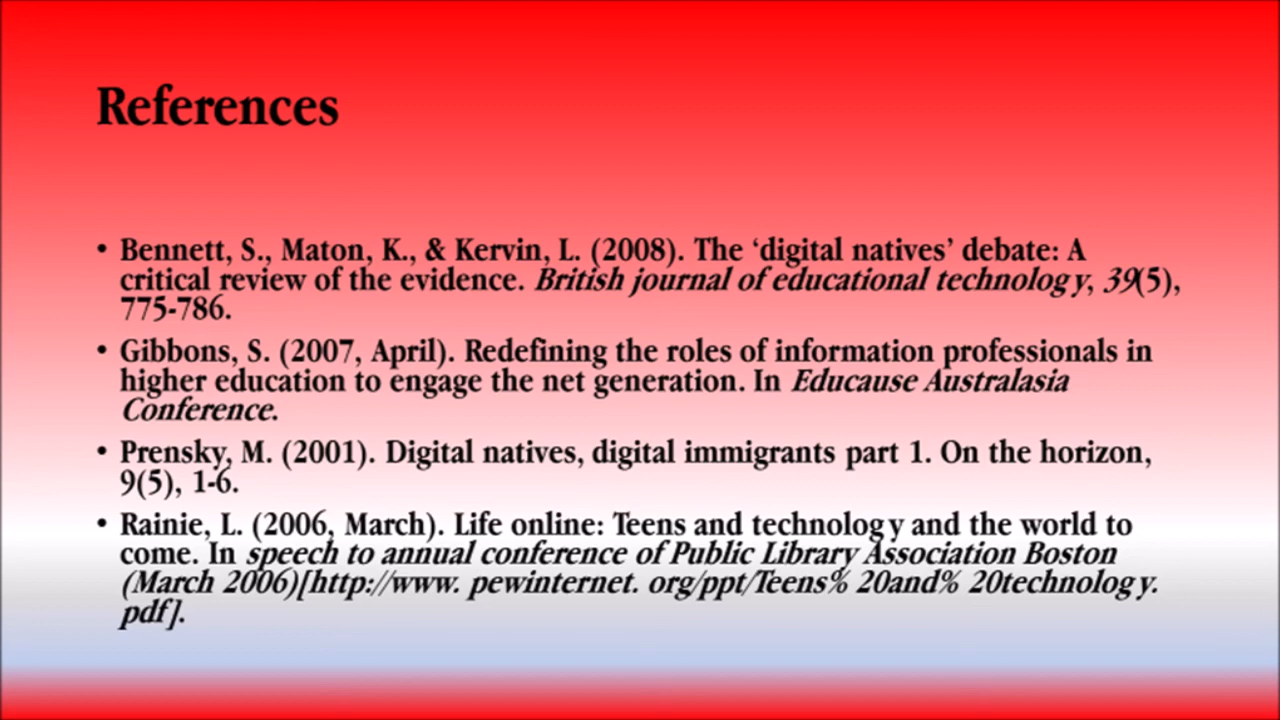 References
• Bennett, S., Maton, K., & Kervin, L. (2008). The ‘digital natives’ debate: A
critical review of the evidence. British journal of educational technology, 39(5),
775-786.
• Gibbons, S. (2007, April). Redefining the roles of information professionals in
higher education to engage the net generation. In Educause Australasia
Conference.
• Prensky, M. (2001). Digital natives, digital immigrants part 1. On the horizon,
9(5), 1-6.
• Rainie, L. (2006, March). Life online: Teens and technology and the world to
come. In speech to annual conference of Public Library Association Boston
(March 2006)[http://www. pewinternet. org/ppt/Teens% 20and% 20technology.
pdf].